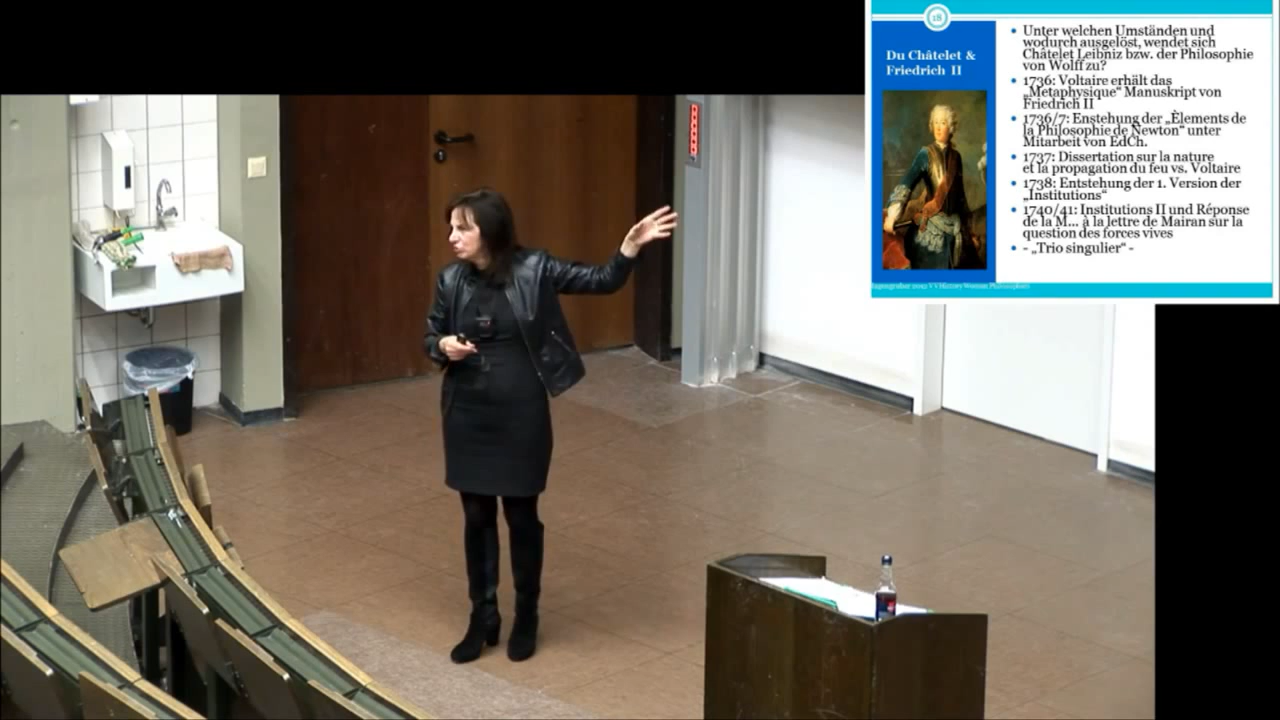 18
Du Châtelet &
Friedrich II
Unter welchen Umständen und
wodurch ausgelöst, wendet sich
Châtelet Leibniz bzw. der Philosophie
von Wolff zu?
1736: Voltaire erhält das
„Metaphysique“ Manuskript von
Friedrich II
1736/7: Enstehung der „Èlements de
la Philosophie de Newton“ unter
Mitarbeit von EdCh.
1737: Dissertation sur la nature
et la propagation du feu vs. Voltaire
1738: Entstehung der 1. Version der
„Institutions“
1740/41: Institutions II und Réponse
de la M... à la lettre de Mairan sur la
question des forces vives
- „Trio singulier“ -